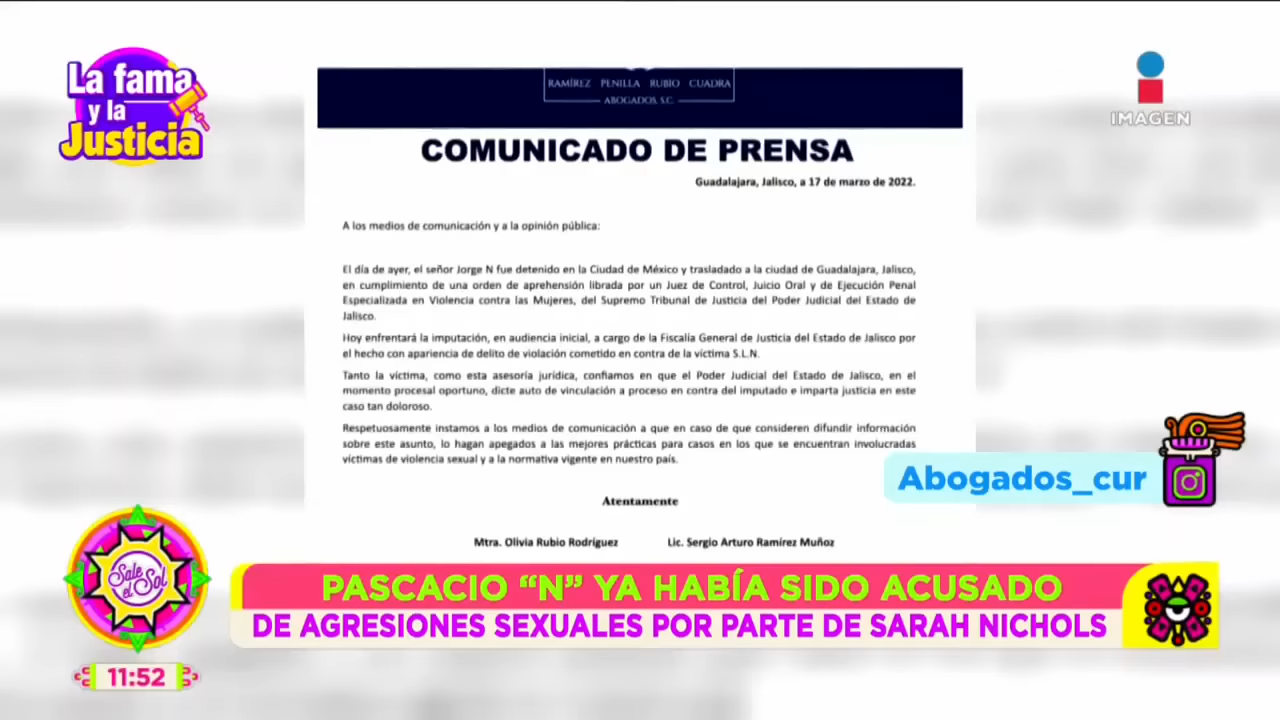 La fama
y la
Justicia
IMAGEN
RAMÍREZ PENILLA RUBIO CUADRA
ABOGADOS, S.C.
COMUNICADO DE PRENSA
Guadalajara, Jalisco, a 17 de marzo de 2022.
A los medios de comunicación y a la opinión pública:
El día de ayer, el señor Jorge N fue detenido en la Ciudad de México y trasladado a la ciudad de Guadalajara, Jalisco,
en cumplimiento de una orden de aprehensión librada por un Juez de Control, Juicio Oral y de Ejecución Penal
Especializada en Violencia contra las Mujeres, del Supremo Tribunal de Justicia del Poder Judicial del Estado de
Jalisco.
Hoy enfrentará la imputación, en audiencia inicial, a cargo de la Fiscalía General de Justicia del Estado de Jalisco por
el hecho con apariencia de delito de violación cometido en contra de la víctima S.L.N.
Tanto la víctima, como esta asesoría jurídica, confiamos en que el Poder Judicial del Estado de Jalisco, en el
momento procesal oportuno, dicte auto de vinculación a proceso en contra del imputado e imparta justicia en este
caso tan doloroso.
Respetuosamente instamos a los medios de comunicación a que en caso de que consideren difundir información
sobre este asunto, lo hagan apegados a las mejores prácticas para casos en los que se encuentran involucradas
víctimas de violencia sexual y a la normativa vigente en nuestro país.
Abogados_cur
Atentamente
Mtra. Olivia Rubio Rodríguez Lic. Sergio Arturo Ramírez Muñoz
Sale
el Sol
PASCACIO “N” YA HABÍA SIDO ACUSADO
DE AGRESIONES SEXUALES POR PARTE DE SARAH NICHOLS
11:52